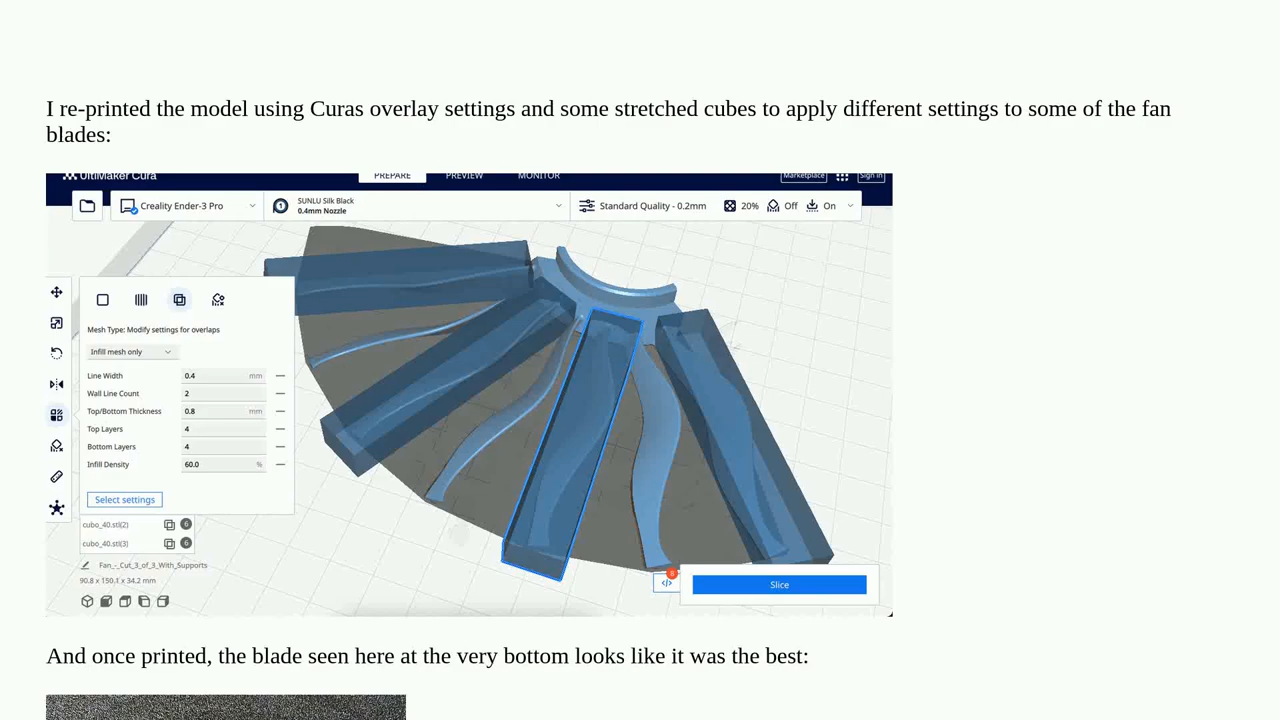 I re-printed the model using Curas overlay settings and some stretched cubes to apply different settings to some of the fan
blades:
UltiMaker Cura PREPARE PREVIEW MONITOR Marketplace Sign in
Creality Ender-3 Pro
1
SUNLU Silk Black
0.4mm Nozzle
Standard Quality - 0.2mm 20% Off On
Mesh Type: Modify settings for overlaps
Infill mesh only
Line Width 0.4 mm
Wall Line Count 2
Top/Bottom Thickness 0.8 mm
Top Layers 4
Bottom Layers 4
Infill Density 60.0 %
Select settings
cubo_40.stl(2) 6
cubo_40.stl(3) 6
Fan_-_Cut_3_of_3_With_Supports
90.8 x 150.1 x 34.2 mm
Slice
And once printed, the blade seen here at the very bottom looks like it was the best: